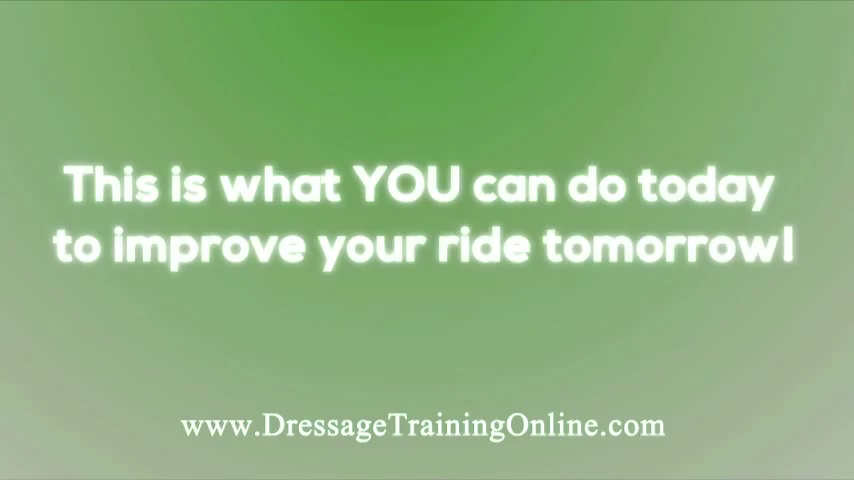 This is what YOU can do today
to improve your ride tomorrow!
www.DressageTrainingOnline.com